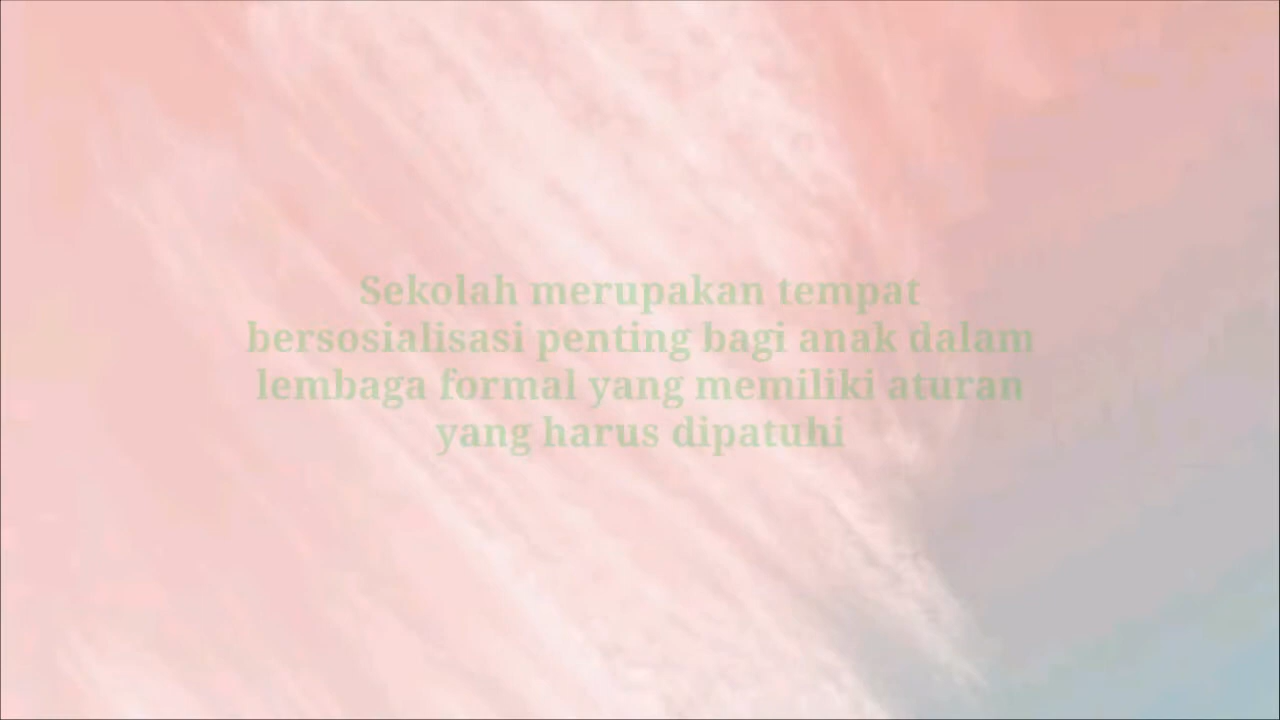 Sekolah merupakan tempat
bersosialisasi penting bagi anak dalam
lembaga formal yang memiliki aturan
yang harus dipatuhi